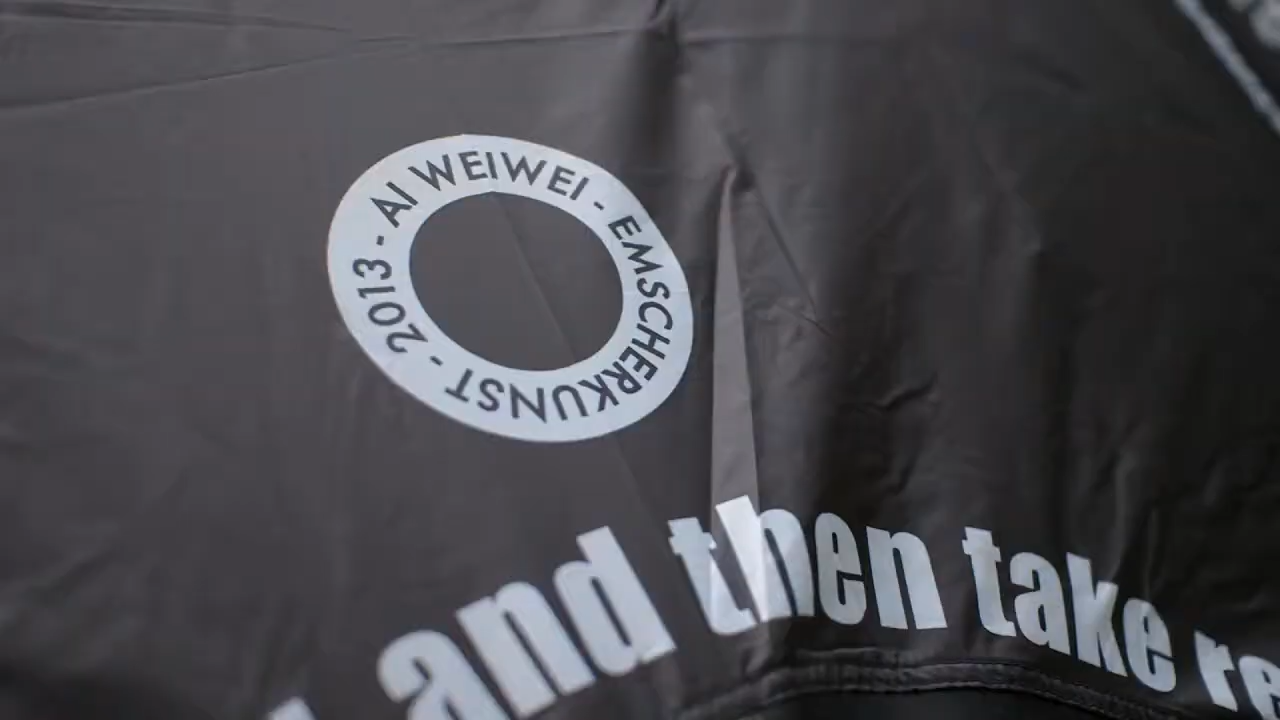 AI WEIWEI - EMSCHERKUNST - 2013 -
and then take